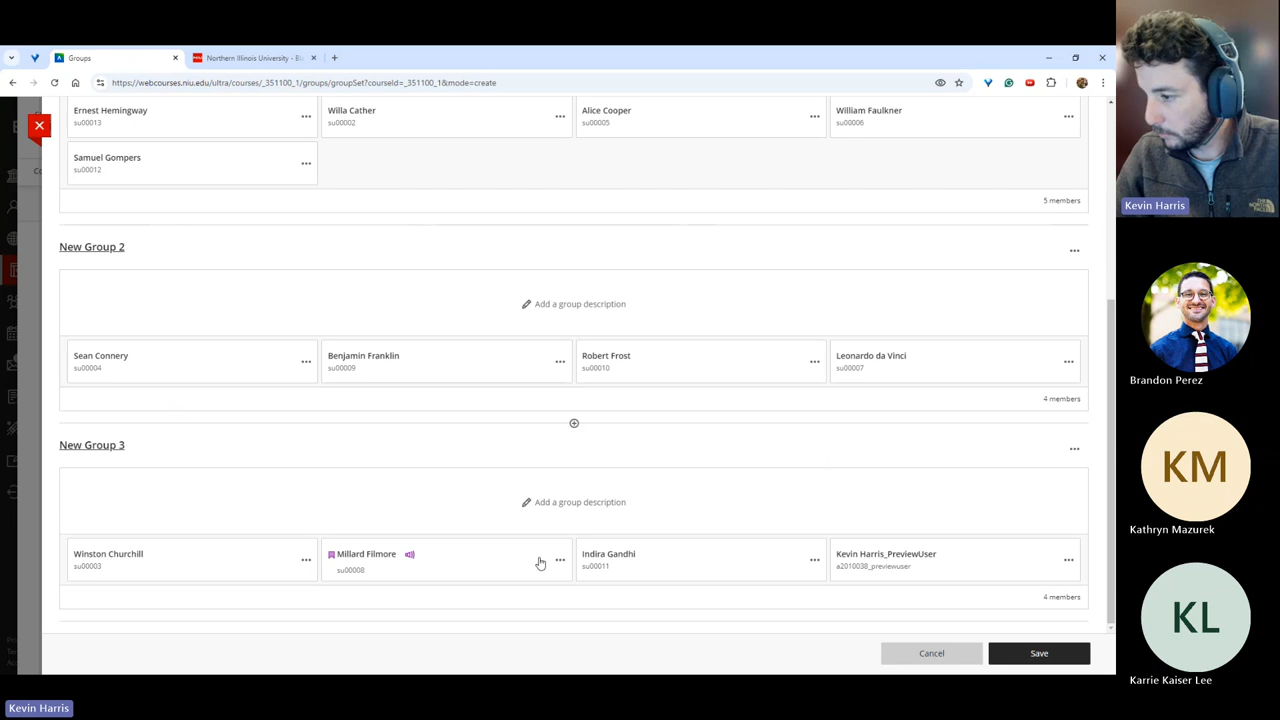 Groups
Northern Illinois University - Bl
https://webcourses.niu.edu/ultra/courses/_351100_1/groups/groupSet?courseId=_351100_1&mode=create
Ernest Hemingway
su00013
Willa Cather
su00002
Alice Cooper
su00005
William Faulkner
su00006
Samuel Gompers
su00012
5 members
New Group 2
Add a group description
Sean Connery
su00004
Benjamin Franklin
su00009
Robert Frost
su00010
Leonardo da Vinci
su00007
4 members
New Group 3
Add a group description
Winston Churchill
su00003
Millard Filmore
su00008
Indira Gandhi
su00011
Kevin Harris_PreviewUser
a2010038_previewuser
4 members
Cancel
Save
Kevin Harris
Brandon Perez
KM
Kathryn Mazurek
KL
Karrie Kaiser Lee
Kevin Harris